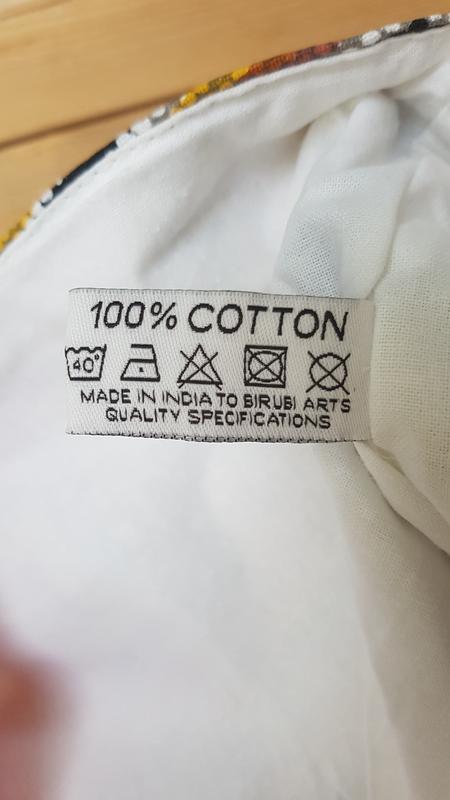 100% COTTON
40°
MADE IN INDIA TO BIRUBI ARTS
QUALITY SPECIFICATIONS